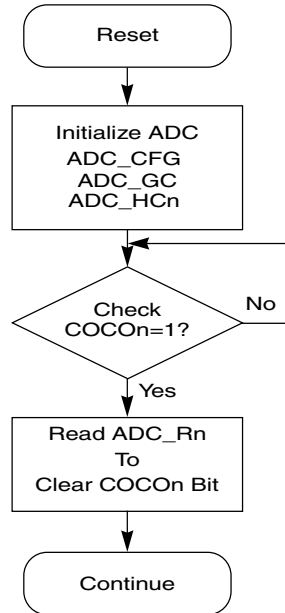 Reset
Initialize ADC
ADC_CFG
ADC_GC
ADC_HCn
Check
COCOn=1?
No
Yes
Read ADC_Rn
To
Clear COCOn Bit
Continue